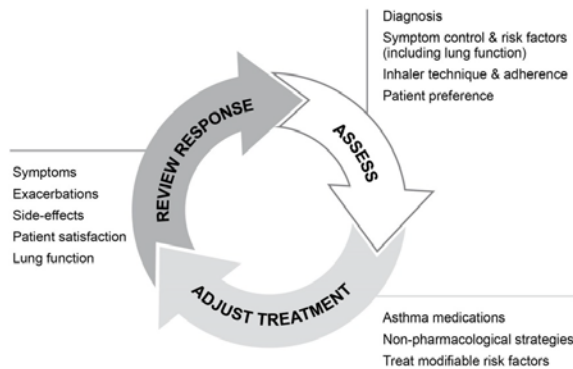 Diagnosis
Symptom control & risk factors
(including lung function)
Inhaler technique & adherence
Patient preference
REVIEW RESPONSE
ASSESS
Symptoms
Exacerbations
Side-effects
Patient satisfaction
Lung function
ADJUST TREATMENT
Asthma medications
Non-pharmacological strategies
Treat modifiable risk factors